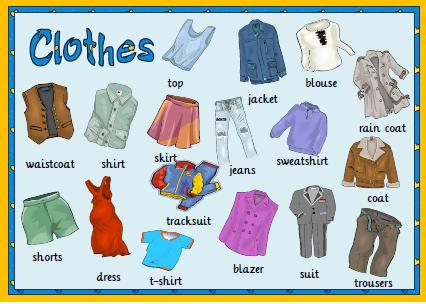 Clothes
top
jacket
blouse
rain coat
waistcoat
shirt
skirt
jeans
sweatshirt
coat
tracksuit
shorts
dress
t-shirt
blazer
suit
trousers